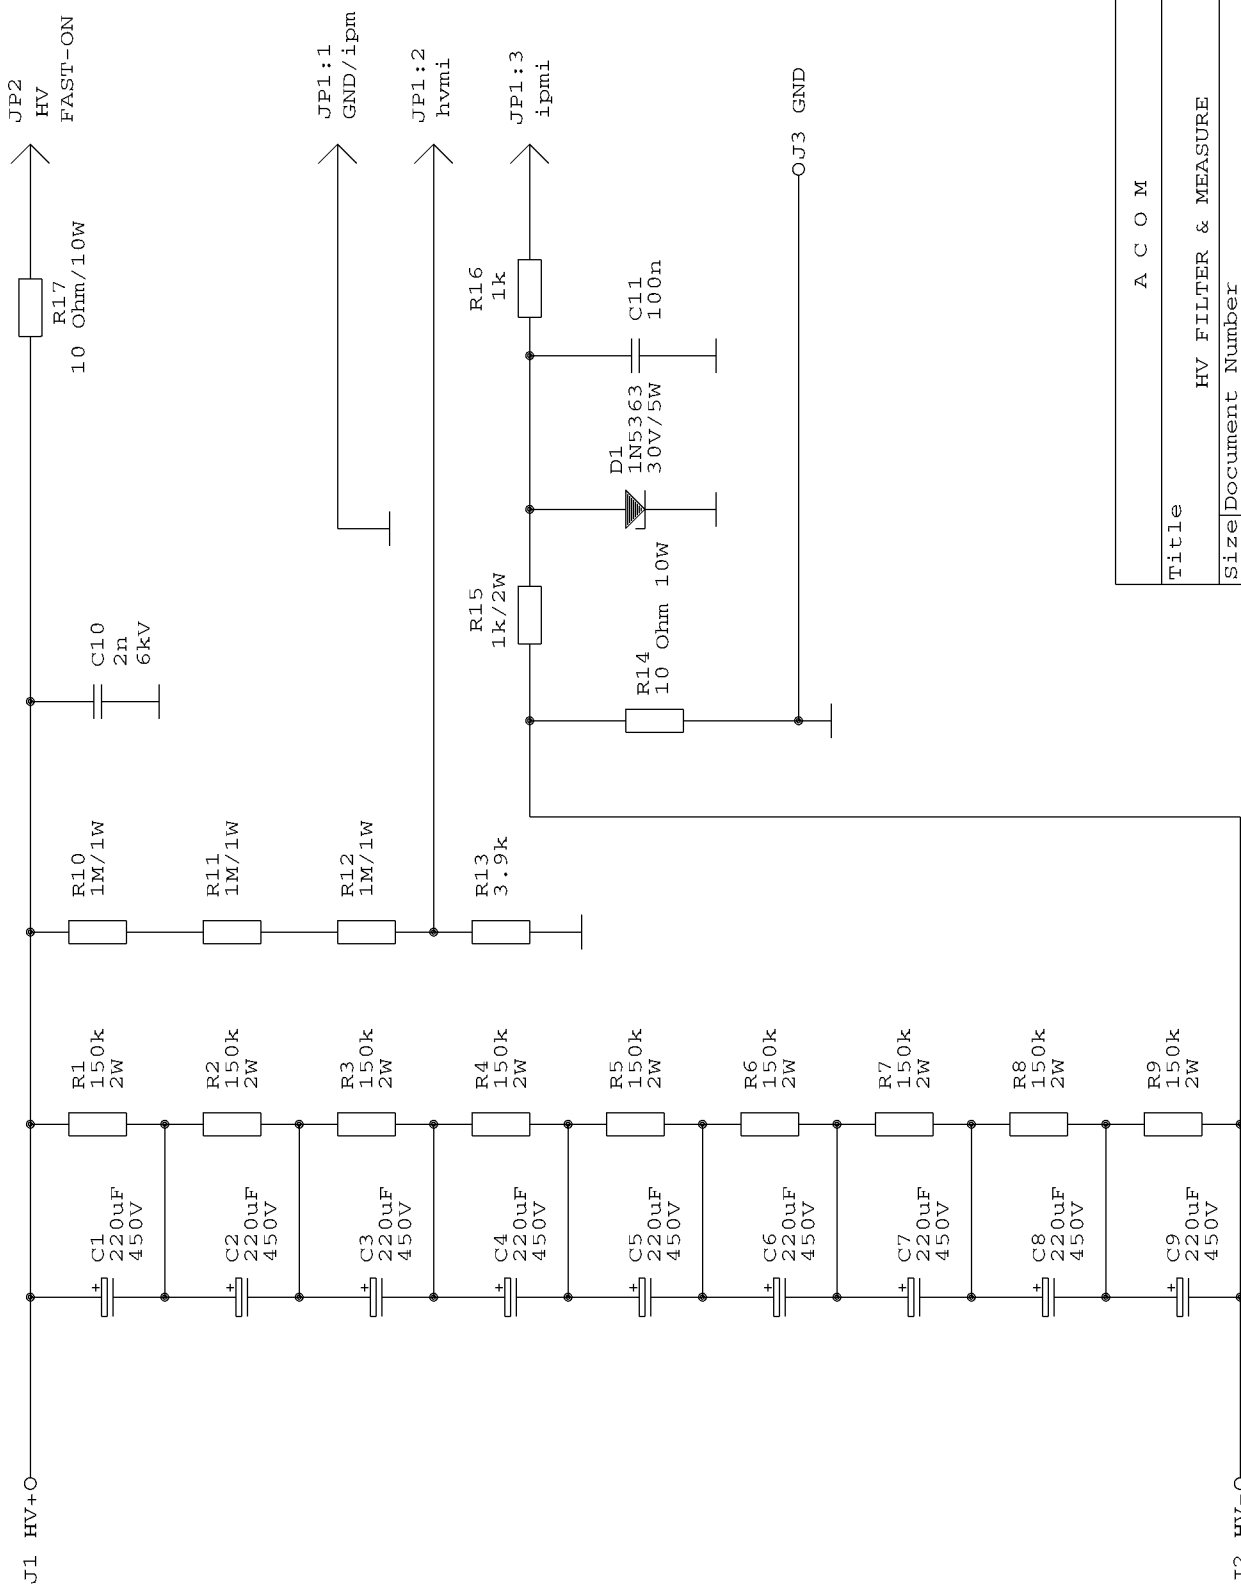 J1 HV+
C1
220uF
450V
R1
150k
2W
R10
1M/1W
C10
2n
6kV
R17
10 Ohm/10W
JP2
HV
FAST-ON
C2
220uF
450V
R2
150k
2W
R11
1M/1W
C3
220uF
450V
R3
150k
2W
R12
1M/1W
JP1:1
GND/ipm
JP1:2
hvmi
C4
220uF
450V
R4
150k
2W
R13
3.9k
R15
1k/2W
R16
1k
JP1:3
ipmi
C5
220uF
450V
R5
150k
2W
R14
10 Ohm 10W
D1
1N5363
30V/5W
C11
100n
C6
220uF
450V
R6
150k
2W
J3 GND
C7
220uF
450V
R7
150k
2W
C8
220uF
450V
R8
150k
2W
C9
220uF
450V
R9
150k
2W
J2 HV-
A C O M
Title
HV FILTER & MEASURE
Size Document Number